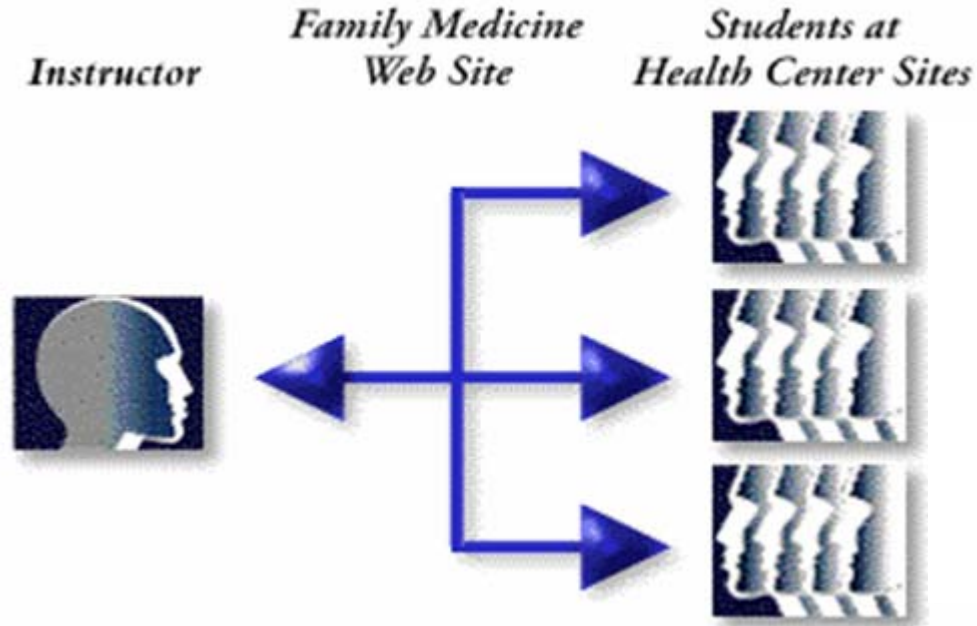 Instructor
Family Medicine
Web Site
Students at
Health Center Sites